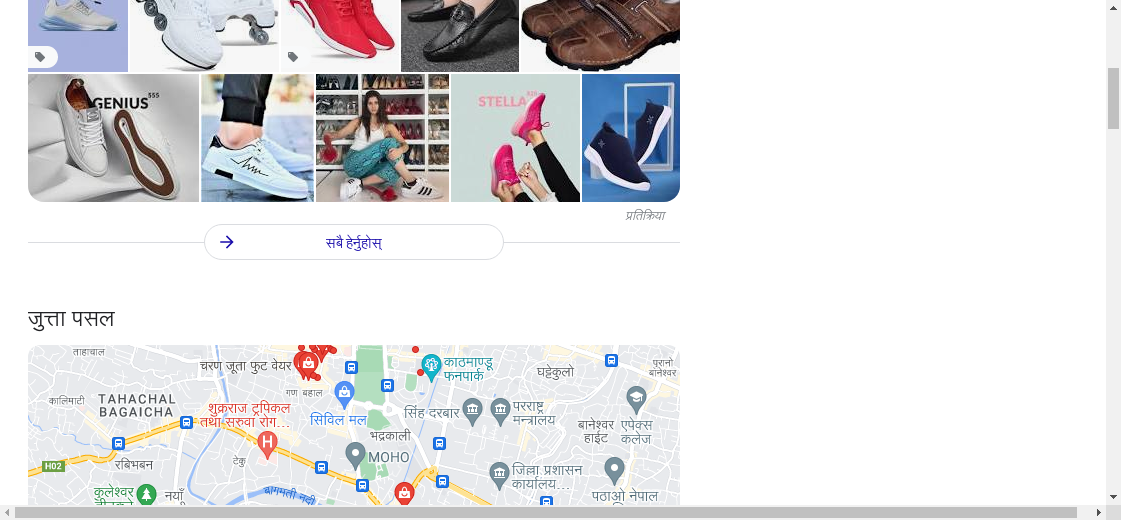 GENIUS 555
STELLA
प्रतिक्रिया
सबै हेर्नुहोस्
जुत्ता पसल
ताहाचाल
चरण जूता फुट वेयर
काठमाण्डू
फनपार्क
घट्टेकुलो
पुरानो
बानेश्वर
गण बहाल
कालिमाटी
TAHACHAL
BAGAICHA
शुक्रराज ट्रपिकल
तथा सरुवा रोग...
सिविल मल
सिंह दरबार
परराष्ट्र
मन्त्रालय
बानेश्वर
हाईट
एपेक्स
कलेज
भद्रकाली
MOHO
टेकु
रबिभवन
H02
जिल्ला प्रशासन
कार्यालय...
पठाओ नेपाल
कुलेश्वर
नयाँ
बागमती नदी